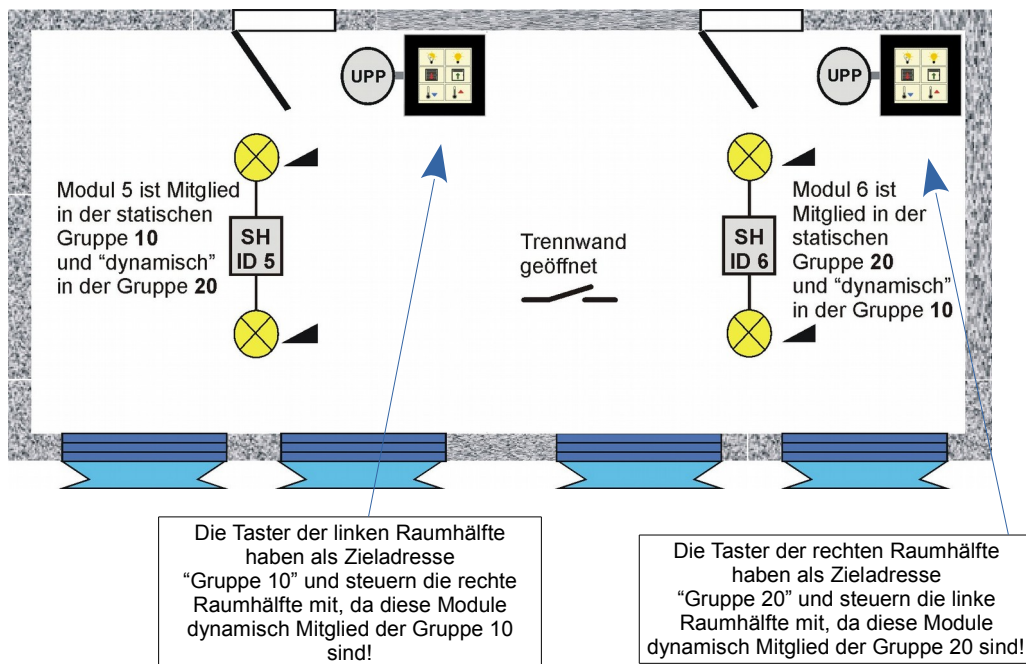 UPP
UPP
Modul 5 ist Mitglied
in der statischen
Gruppe 10
und “dynamisch”
in der Gruppe 20
SH
ID 5
Trennwand
geöffnet
SH
ID 6
Modul 6 ist
Mitglied in der
statischen
Gruppe 20
und “dynamisch”
in der Gruppe 10
Die Taster der linken Raumhälfte
haben als Zieladresse
“Gruppe 10” und steuern die rechte
Raumhälfte mit, da diese Module
dynamisch Mitglied der Gruppe 10
sind!
Die Taster der rechten Raumhälfte
haben als Zieladresse
“Gruppe 20” und steuern die linke
Raumhälfte mit, da diese Module
dynamisch Mitglied der Gruppe 20 sind!